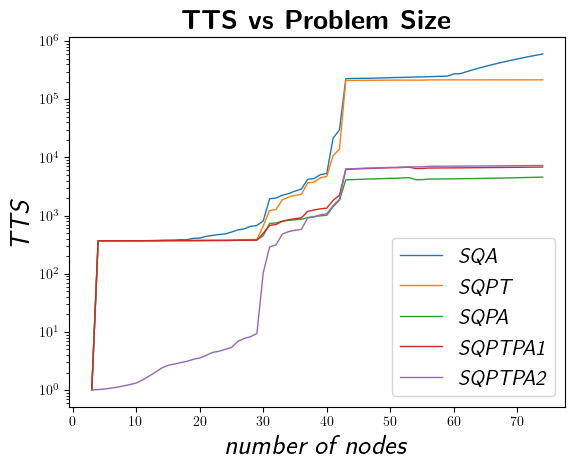 TTS vs Problem Size
10^6
10^5
10^4
10^3
10^2
10^1
10^0
TTS
SQA
SQPT
SQPA
SQPTPA1
SQPTPA2
0 10 20 30 40 50 60 70
number of nodes